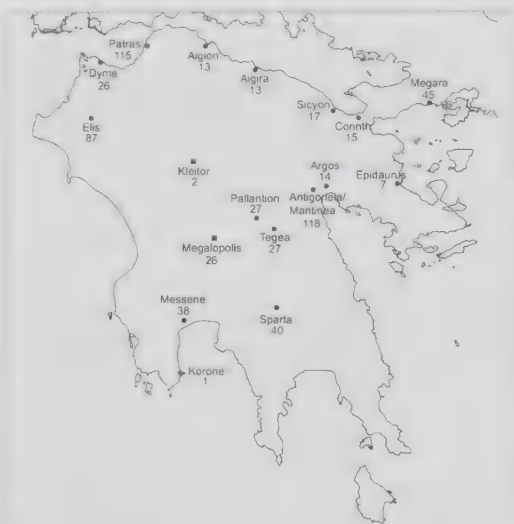 Patras
115
Aigion
13
Dyme
26
Aigira
13
Megara
45
Sicyon
17
Corinth
15
Elis
87
Kleitor
2
Argos
14
Epidaurus
7
Pallantion
27
Antigoneia/
Mantinea
118
Tegea
27
Megalopolis
26
Messene
38
Sparta
40
Korone
1